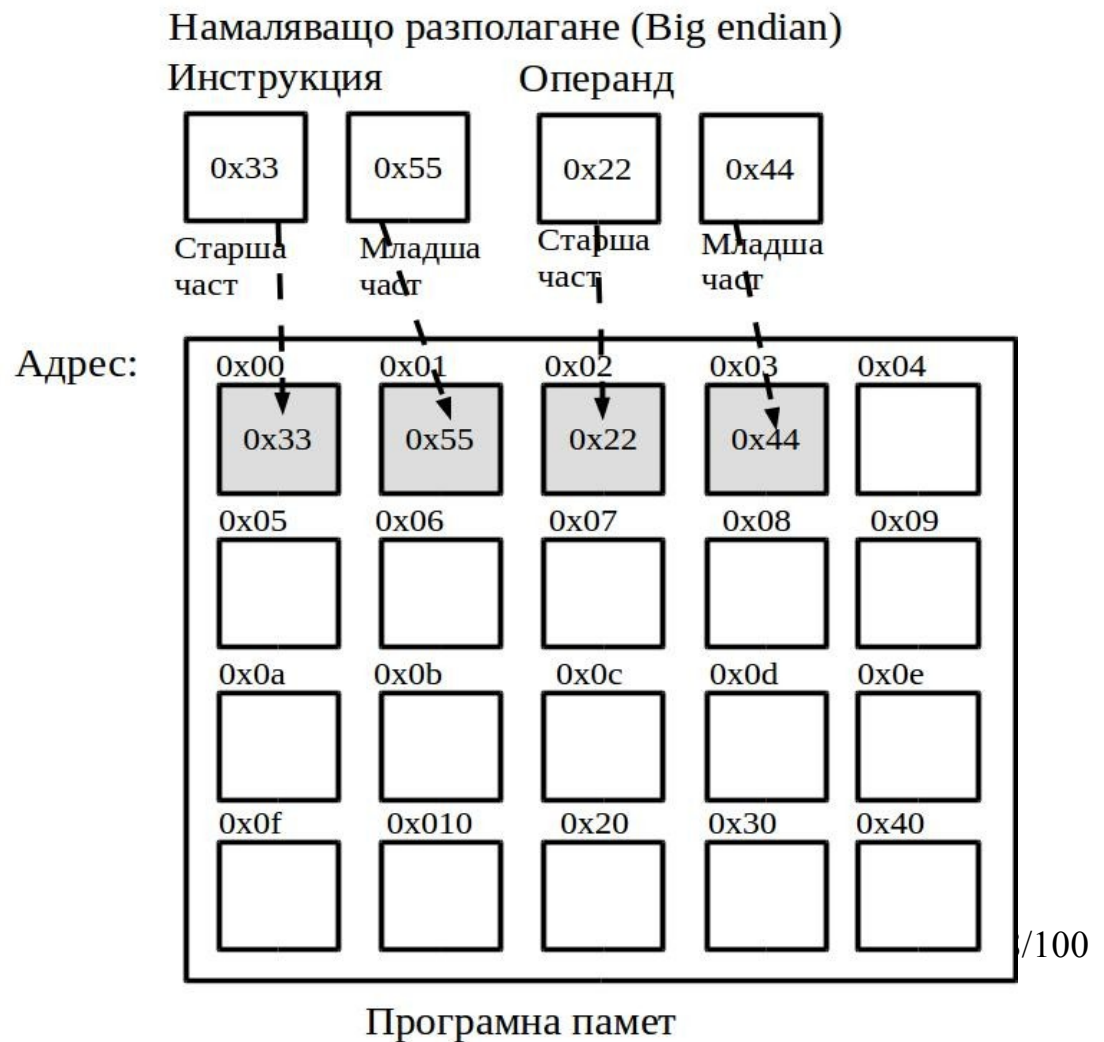 Намаляващо разполагане (Big endian)
Инструкция Операнд
0x33 0x55 0x22 0x44
Старша част Младша част Старша част Младша част
Адрес:
0x00 0x01 0x02 0x03 0x04
0x33 0x55 0x22 0x44
0x05 0x06 0x07 0x08 0x09
0x0a 0x0b 0x0c 0x0d 0x0e
0x0f 0x010 0x20 0x30 0x40
/100
Програмна памет